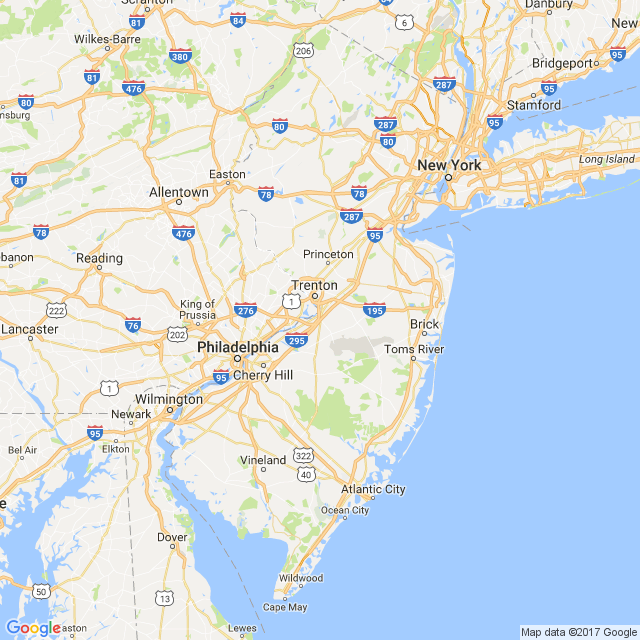 Scranton
81
84
6
Danbury
Wilkes-Barre
81
380
206
New
95
Bridgeport
81
476
287
95
80
Stamford
95
287
80
80
nsburg
Long Island
New York
81
Easton
78
78
Allentown
287
78
476
95
ebanon
Reading
Princeton
Trenton
1
222
276
195
King of
Prussia
76
202
Brick
Lancaster
295
Philadelphia
Toms River
95
Cherry Hill
1
Wilmington
Newark
95
Elkton
Bel Air
322
Vineland
40
Atlantic City
e
Ocean City
Dover
Wildwood
50
13
Cape May
Google
aston
Lewes
Map data ©2017 Google